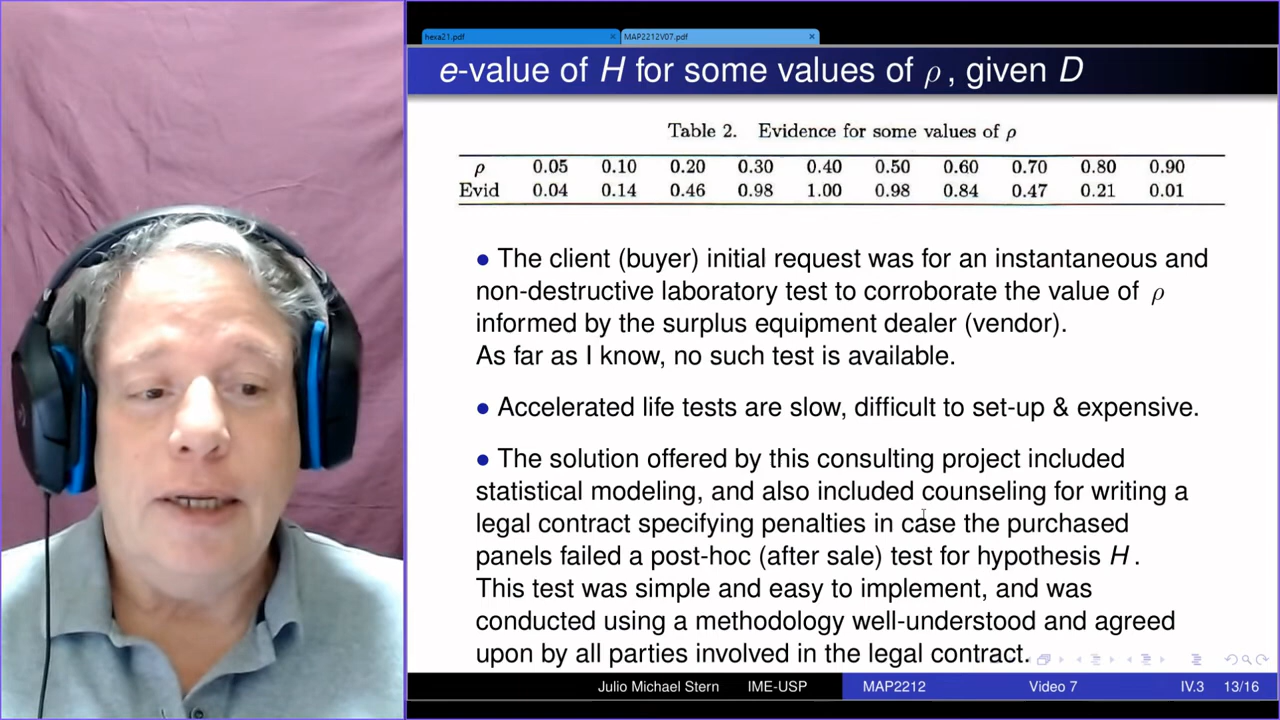 hexa21.pdf × MAP2212V07.pdf ×
e-value of H for some values of ρ, given D
Table 2. Evidence for some values of ρ
ρ 0.05 0.10 0.20 0.30 0.40 0.50 0.60 0.70 0.80 0.90
Evid 0.04 0.14 0.46 0.98 1.00 0.98 0.84 0.47 0.21 0.01
• The client (buyer) initial request was for an instantaneous and
non-destructive laboratory test to corroborate the value of ρ
informed by the surplus equipment dealer (vendor).
As far as I know, no such test is available.
• Accelerated life tests are slow, difficult to set-up & expensive.
• The solution offered by this consulting project included
statistical modeling, and also included counseling for writing a
legal contract specifying penalties in case the purchased
panels failed a post-hoc (after sale) test for hypothesis H.
This test was simple and easy to implement, and was
conducted using a methodology well-understood and agreed
upon by all parties involved in the legal contract.
Julio Michael Stern IME-USP MAP2212 Video 7 IV.3 13/16